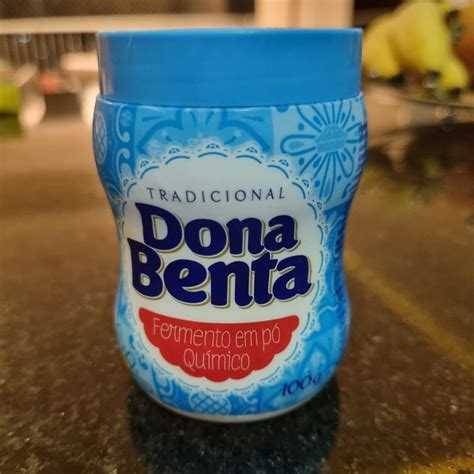 TRADICIONAL
Dona
Benta
Fermento em pó
Químico
100g